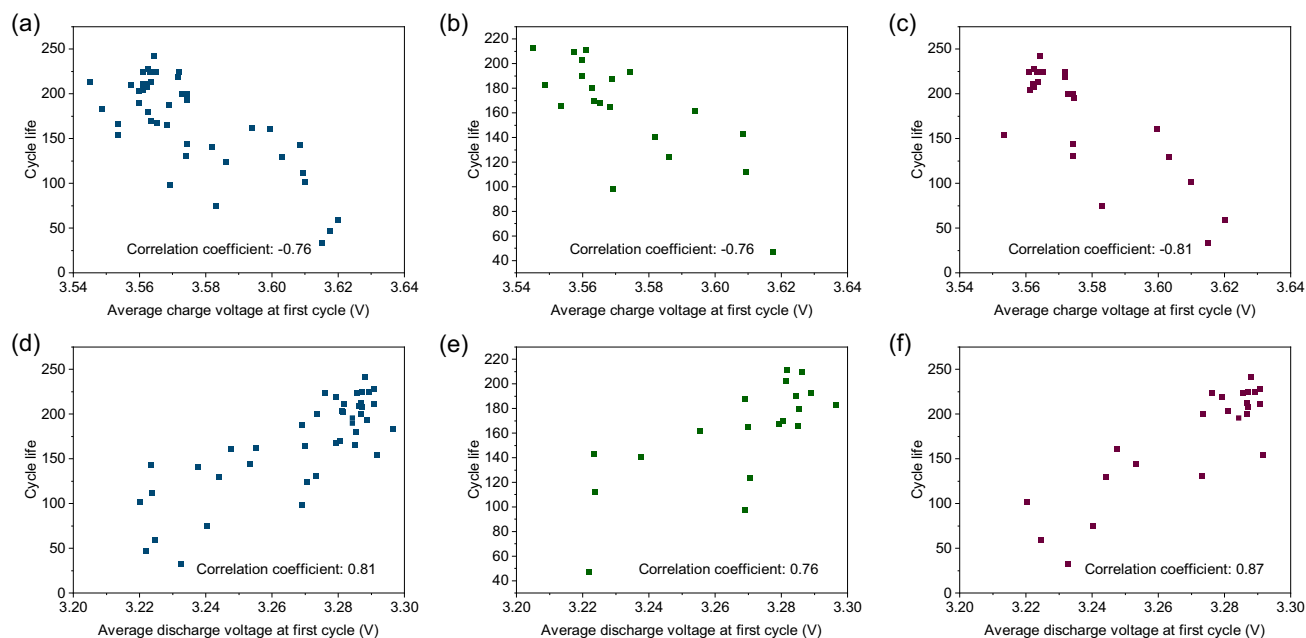 (a)
Cycle life
250
200
150
100
50
0
3.54 3.56 3.58 3.60 3.62 3.64
Average charge voltage at first cycle (V)
Correlation coefficient: -0.76
(b)
Cycle life
220
200
180
160
140
120
100
80
60
40
3.54 3.56 3.58 3.60 3.62 3.64
Average charge voltage at first cycle (V)
Correlation coefficient: -0.76
(c)
Cycle life
250
200
150
100
50
0
3.54 3.56 3.58 3.60 3.62 3.64
Average charge voltage at first cycle (V)
Correlation coefficient: -0.81
(d)
Cycle life
250
200
150
100
50
0
3.20 3.22 3.24 3.26 3.28 3.30
Average discharge voltage at first cycle (V)
Correlation coefficient: 0.81
(e)
Cycle life
220
200
180
160
140
120
100
80
60
40
3.20 3.22 3.24 3.26 3.28 3.30
Average discharge voltage at first cycle (V)
Correlation coefficient: 0.76
(f)
Cycle life
250
200
150
100
50
0
3.20 3.22 3.24 3.26 3.28 3.30
Average discharge voltage at first cycle (V)
Correlation coefficient: 0.87